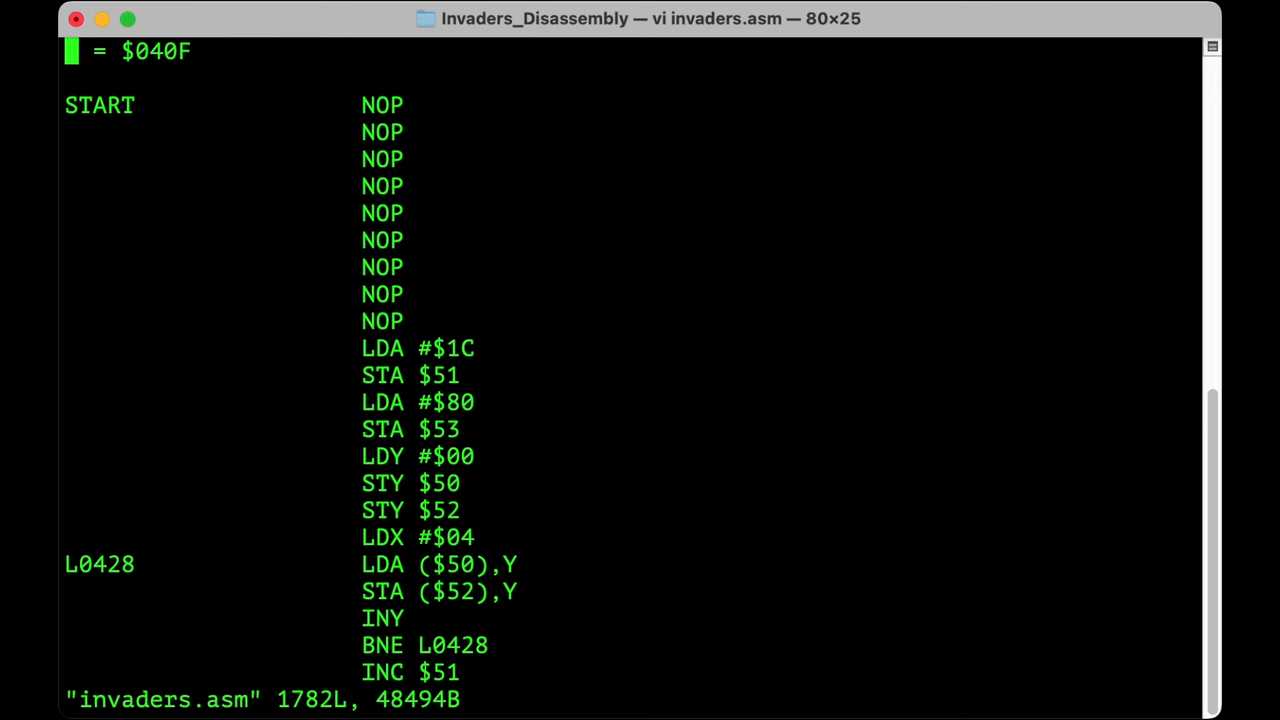 Invaders_Disassembly — vi invaders.asm — 80×25
= $040F
START NOP
NOP
NOP
NOP
NOP
NOP
NOP
NOP
NOP
LDA #$1C
STA $51
LDA #$80
STA $53
LDY #$00
STY $50
STY $52
LDX #$04
L0428 LDA ($50),Y
STA ($52),Y
INY
BNE L0428
INC $51
"invaders.asm" 1782L, 48494B